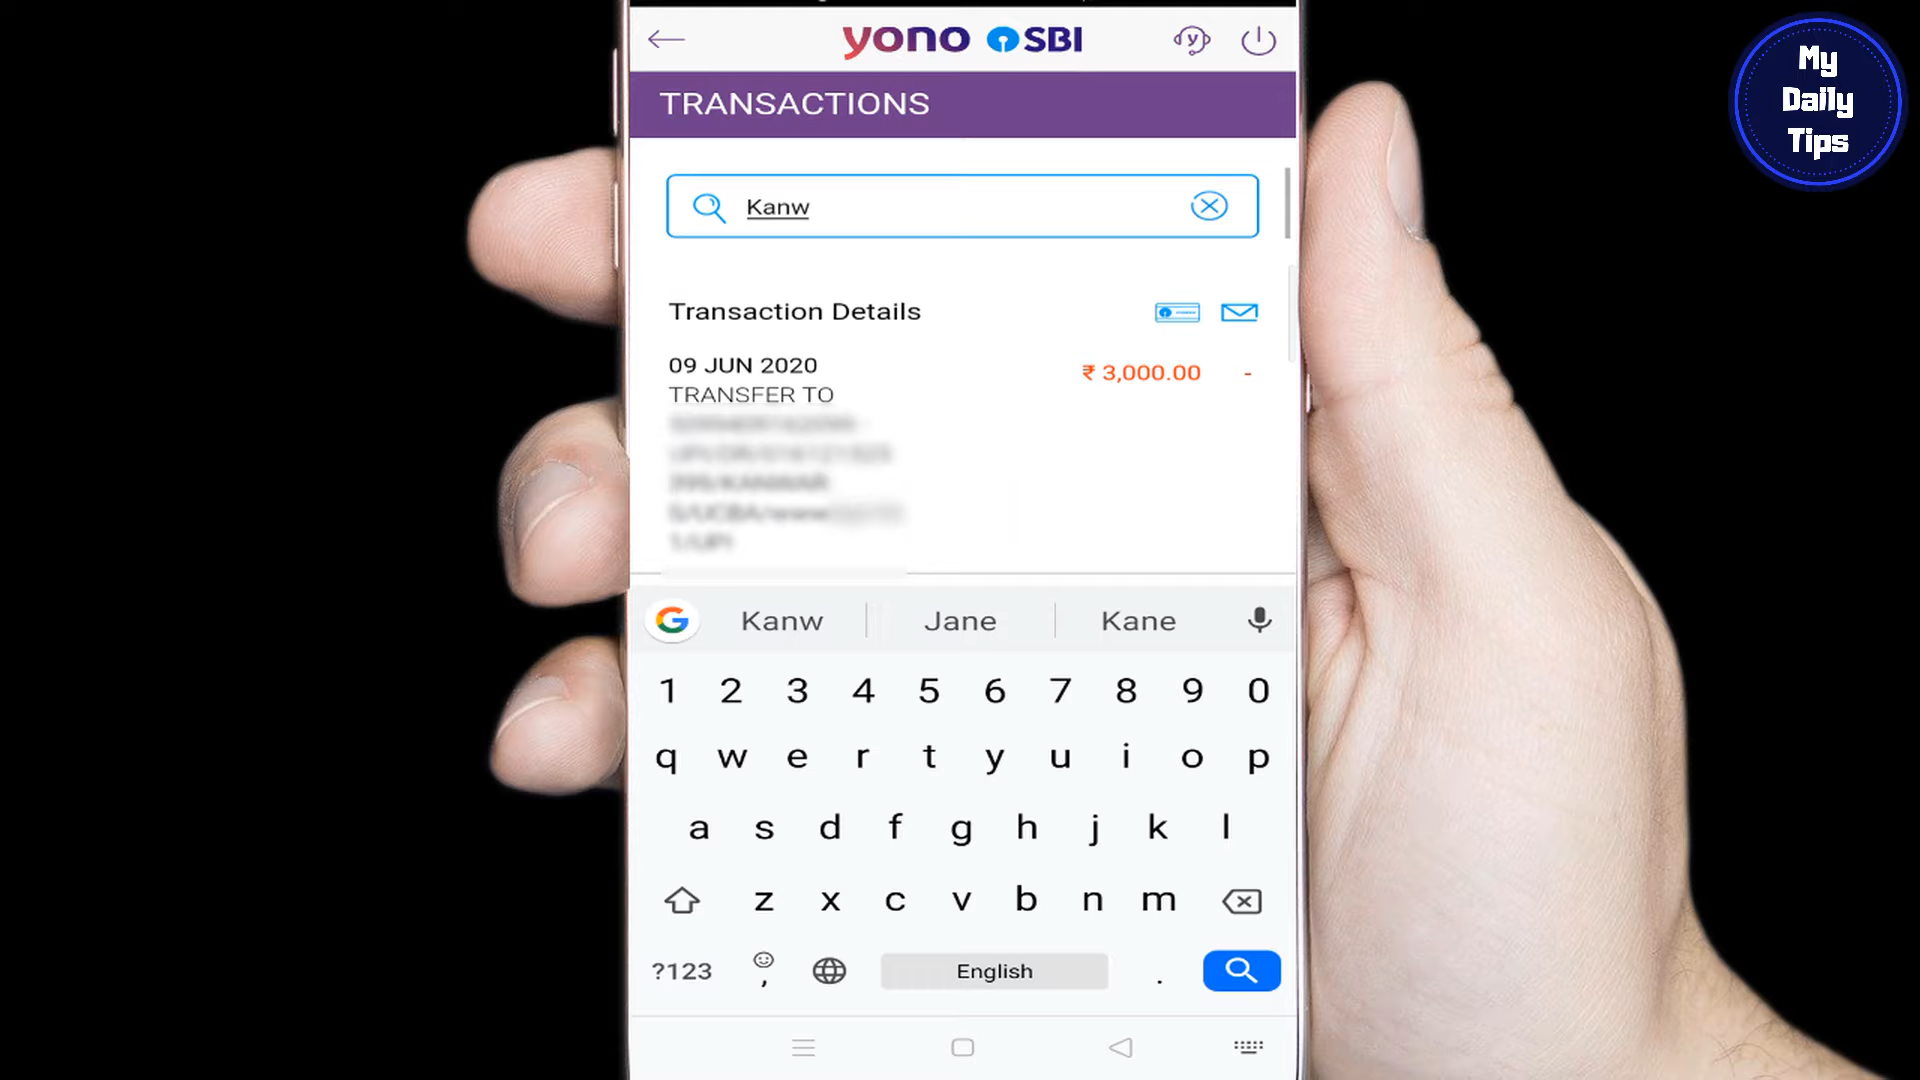 yono SBI
My
Daily
Tips
TRANSACTIONS
Kanw
Transaction Details
09 JUN 2020
₹ 3,000.00 -
TRANSFER TO
G Kanw Jane Kane
1 2 3 4 5 6 7 8 9 0
q w e r t y u i o p
a s d f g h j k l
z x c v b n m
?123 , English .